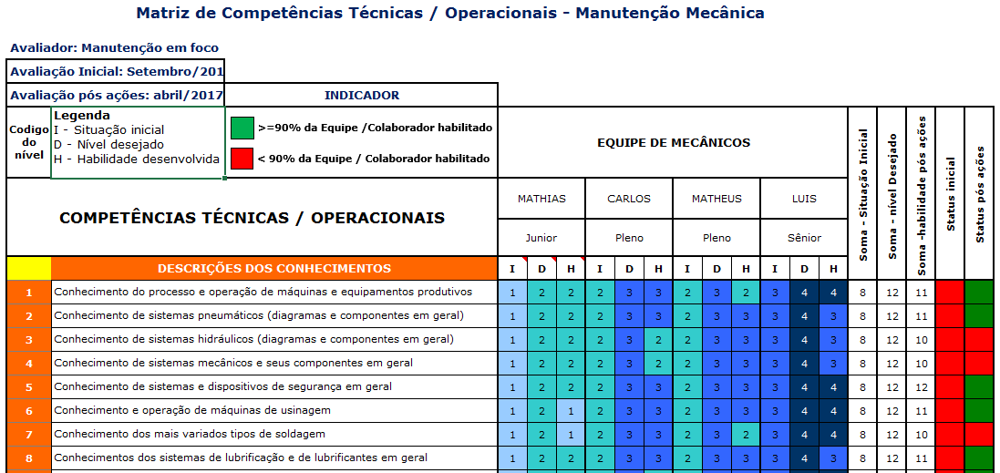 Matriz de Competências Técnicas / Operacionais - Manutenção Mecânica
Avaliador: Manutenção em foco
Avaliação Inicial: Setembro/201
Avaliação pós ações: abril/2017
INDICADOR
Codigo do nível
Legenda
I - Situação inicial
D - Nível desejado
H - Habilidade desenvolvida
>=90% da Equipe /Colaborador habilitado
< 90% da Equipe / Colaborador habilitado
EQUIPE DE MECÂNICOS
Soma - Situação Inicial
Soma - nível Desejado
Soma -habilidade pós ações
Status inicial
Status pós ações
COMPETÊNCIAS TÉCNICAS / OPERACIONAIS
MATHIAS CARLOS MATHEUS LUIS
Junior Pleno Pleno Sênior
DESCRIÇÕES DOS CONHECIMENTOS I D H I D H I D H I D H
1 Conhecimento do processo e operação de máquinas e equipamentos produtivos 1 2 2 2 3 3 2 3 2 3 4 4 8 12 11
2 Conhecimento de sistemas pneumáticos (diagramas e componentes em geral) 1 2 2 2 3 3 2 3 3 3 4 3 8 12 11
3 Conhecimento de sistemas hidráulicos (diagramas e componentes em geral) 1 2 2 2 3 2 2 3 3 3 4 3 8 12 10
4 Conhecimento de sistemas mecânicos e seus componentes em geral 1 2 2 2 3 2 2 3 3 3 4 3 8 12 10
5 Conhecimento de sistemas e dispositivos de segurança em geral 1 2 2 2 3 3 2 3 3 3 4 4 8 12 12
6 Conhecimento e operação de máquinas de usinagem 1 2 1 2 3 3 2 3 3 3 4 4 8 12 11
7 Conhecimento dos mais variados tipos de soldagem 1 2 1 2 3 3 2 3 2 3 4 4 8 12 10
8 Conhecimentos dos sistemas de lubrificação e de lubrificantes em geral 1 2 2 2 3 3 2 3 3 3 4 3 8 12 11